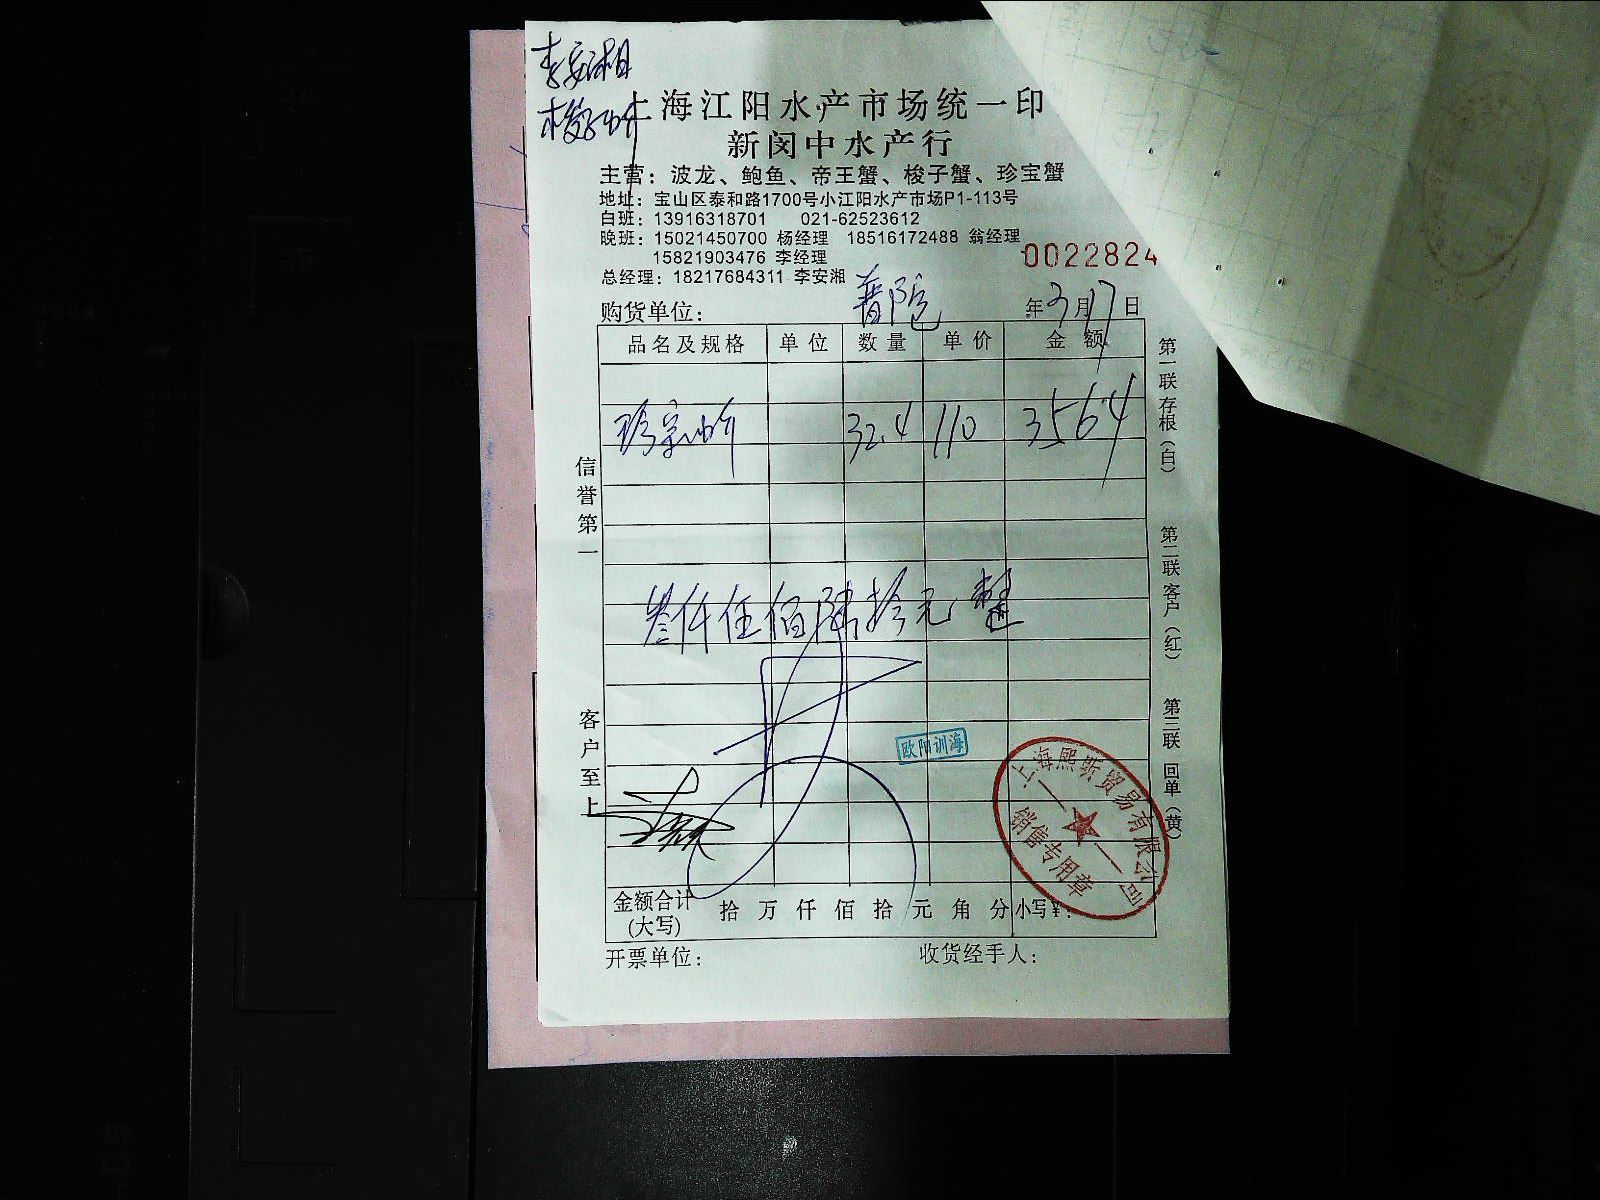 李安湘
梭子蚧
上海江阳水产市场统一印
新闵中水产行
主营：波龙、鲍鱼、帝王蟹、梭子蟹、珍宝蟹
地址：宝山区泰和路1700号小江阳水产市场P1-113号
白班：13916318701 021-62523612
晚班：15021450700 杨经理 18516172488 翁经理
15821903476 李经理
0022824
总经理：18217684311 李安湘
购货单位： 普陀 年3月17日
品名及规格 单位 数量 单价 金额
珍宝蚧 32.4 110 3564
叁仟伍佰陆拾元整
信誉第一
客户至上
第一联 存根（白）
第二联 客户（红）
第三联 回单（黄）
欧阳训海
上海熙昕贸易有限公司
销售专用章
金额合计(大写) 拾 万 仟 佰 拾 元 角 分 小写¥：
开票单位： 收货经手人：